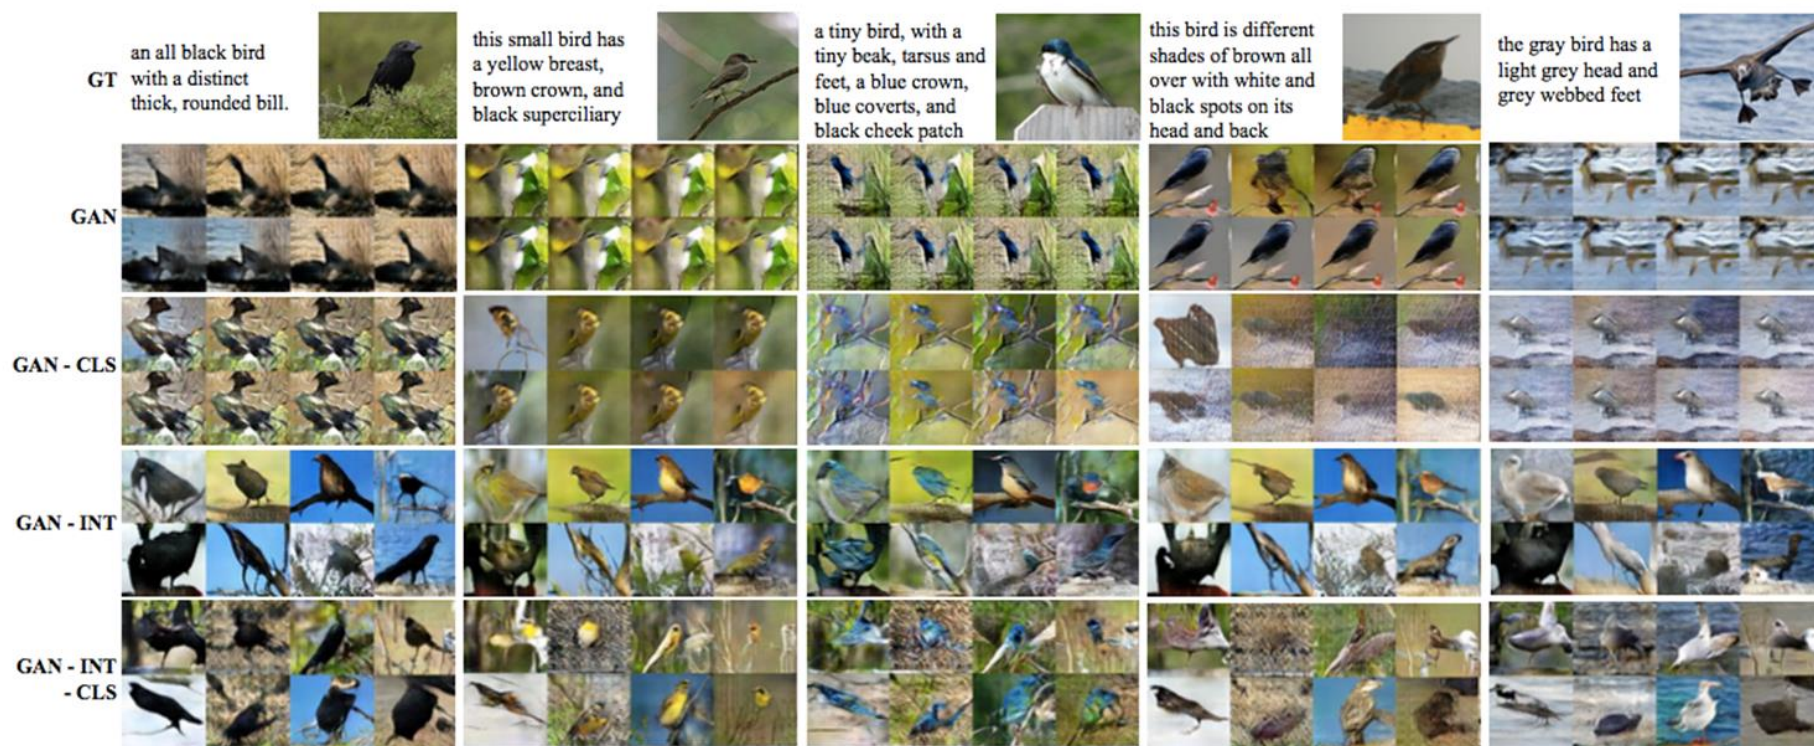 GT
an all black bird
with a distinct
thick, rounded bill.
this small bird has
a yellow breast,
brown crown, and
black superciliary
a tiny bird, with a
tiny beak, tarsus and
feet, a blue crown,
blue coverts, and
black cheek patch
this bird is different
shades of brown all
over with white and
black spots on its
head and back
the gray bird has a
light grey head and
grey webbed feet
GAN
GAN - CLS
GAN - INT
GAN - INT
- CLS